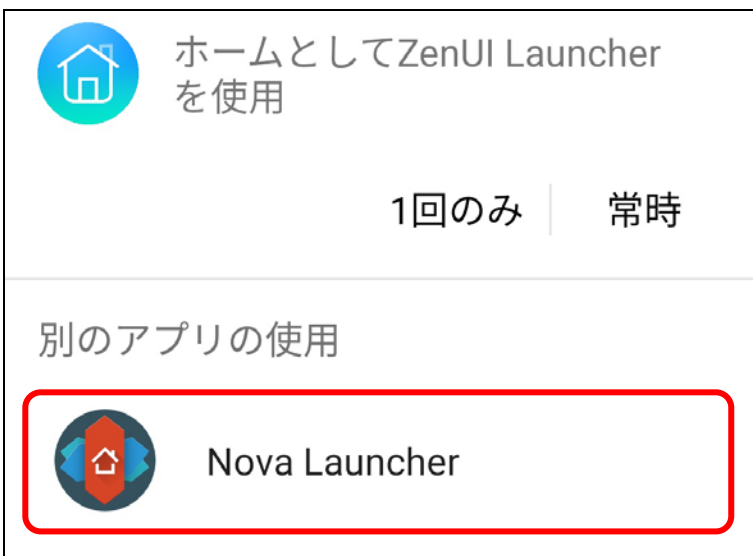 ホームとしてZenUI Launcher
を使用
1回のみ
常時
別のアプリの使用
Nova Launcher